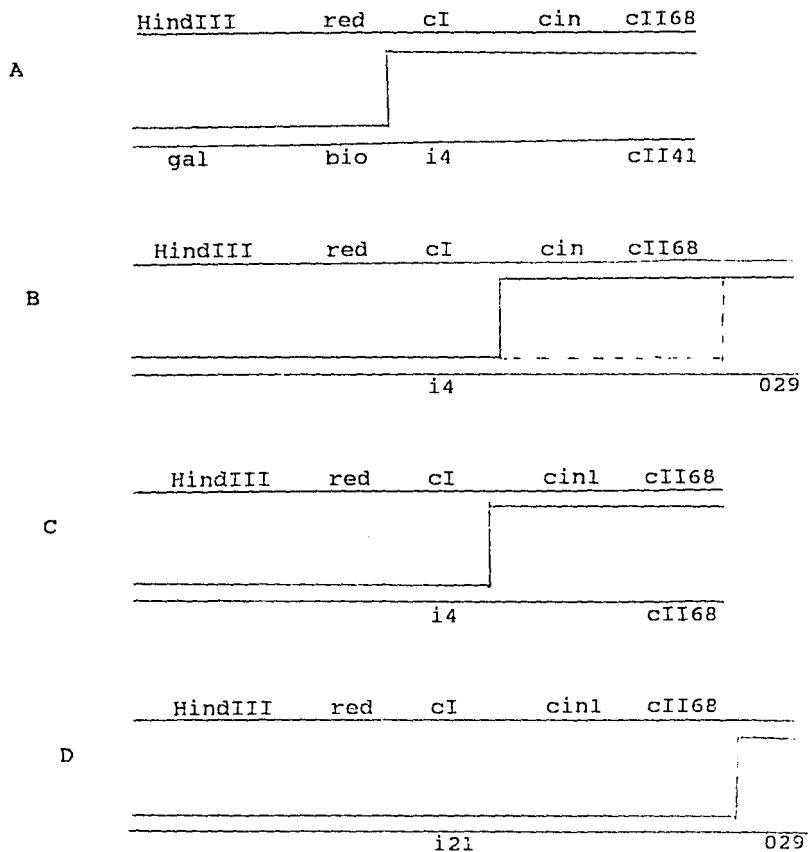 HindIII red cI cin cII68
A
gal bio i4 cII41
HindIII red cI cin cII68
B
i4 029
HindIII red cI cin1 cII68
C
i4 cII68
HindIII red cI cin1 cII68
D
i21 029